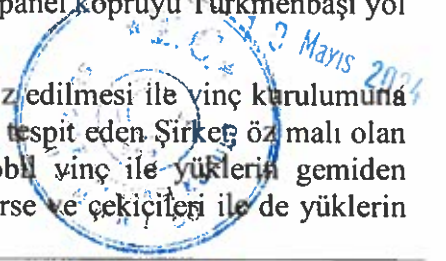 panel köprüyü Türkmenbaşı yol
Mayıs 2024
z edilmesi ile vinç kurulumuna
tespit eden Şirket, öz malı olan
vinç ile yüklerin gemiden
rse ve çekicileri ile de yüklerin